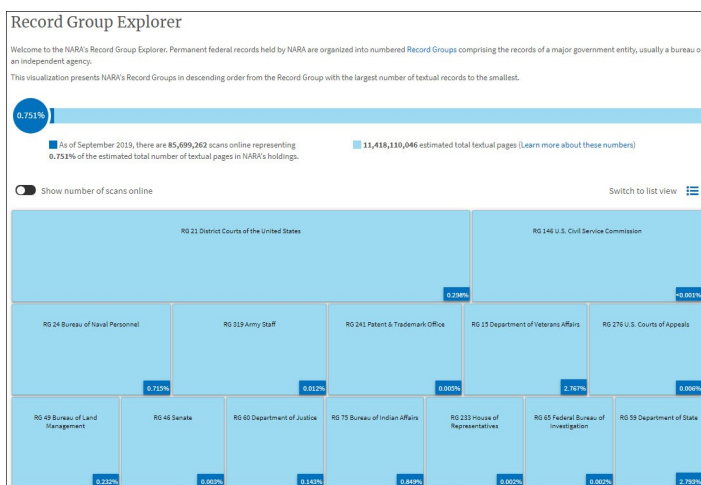 Record Group Explorer
Welcome to the NARA's Record Group Explorer. Permanent federal records held by NARA are organized into numbered Record Groups comprising the records of a major government entity, usually a bureau o
an independent agency.
This visualization presents NARA's Record Groups in descending order from the Record Group with the largest number of textual records to the smallest.
0.751%
As of September 2019, there are 85,699,262 scans online representing
0.751% of the estimated total number of textual pages in NARA's holdings.
11,418,110,046 estimated total textual pages (Learn more about these numbers)
Show number of scans online
Switch to list view
RG 21 District Courts of the United States
0.298%
RG 146 U.S. Civil Service Commission
<0.001%
RG 24 Bureau of Naval Personnel
0.715%
RG 319 Army Staff
0.012%
RG 241 Patent & Trademark Office
0.005%
RG 15 Department of Veterans Affairs
2.767%
RG 276 U.S. Courts of Appeals
0.006%
RG 49 Bureau of Land
Management
0.232%
RG 46 Senate
0.003%
RG 60 Department of Justice
0.143%
RG 75 Bureau of Indian Affairs
0.849%
RG 233 House of
Representatives
0.002%
RG 65 Federal Bureau of
Investigation
0.002%
RG 59 Department of State
2.793%